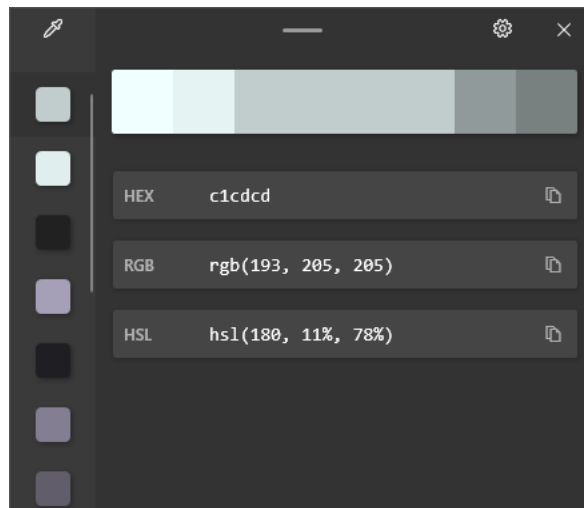 HEX c1cdcd
RGB rgb(193, 205, 205)
HSL hsl(180, 11%, 78%)